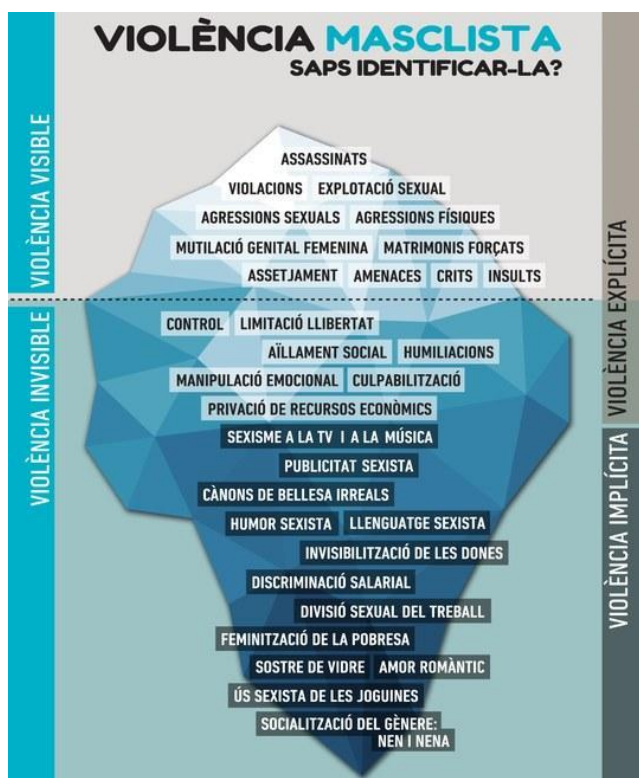 VIOLÈNCIA MASCLISTA
SAPS IDENTIFICAR-LA?
VIOLÈNCIA VISIBLE
VIOLÈNCIA INVISIBLE
ASSASSINATS
VIOLACIONS EXPLOTACIÓ SEXUAL
AGRESSIONS SEXUALS AGRESSIONS FÍSIQUES
MUTILACIÓ GENITAL FEMENINA MATRIMONIS FORÇATS
ASSETJAMENT AMENACES CRITS INSULTS
CONTROL LIMITACIÓ LLIBERTAT
AÏLLAMENT SOCIAL HUMILIACIONS
MANIPULACIÓ EMOCIONAL CULPABILITZACIÓ
PRIVACIÓ DE RECURSOS ECONÒMICS
SEXISME A LA TV I A LA MÚSICA
PUBLICITAT SEXISTA
CÀNONS DE BELLESA IRREALS
HUMOR SEXISTA LLENGUATGE SEXISTA
INVISIBILITZACIÓ DE LES DONES
DISCRIMINACIÓ SALARIAL
DIVISIÓ SEXUAL DEL TREBALL
FEMINITZACIÓ DE LA POBRESA
SOSTRE DE VIDRE AMOR ROMÀNTIC
ÚS SEXISTA DE LES JOGUINES
SOCIALITZACIÓ DEL GÈNERE:
NEN I NENA
VIOLÈNCIA EXPLÍCITA
VIOLÈNCIA IMPLÍCITA